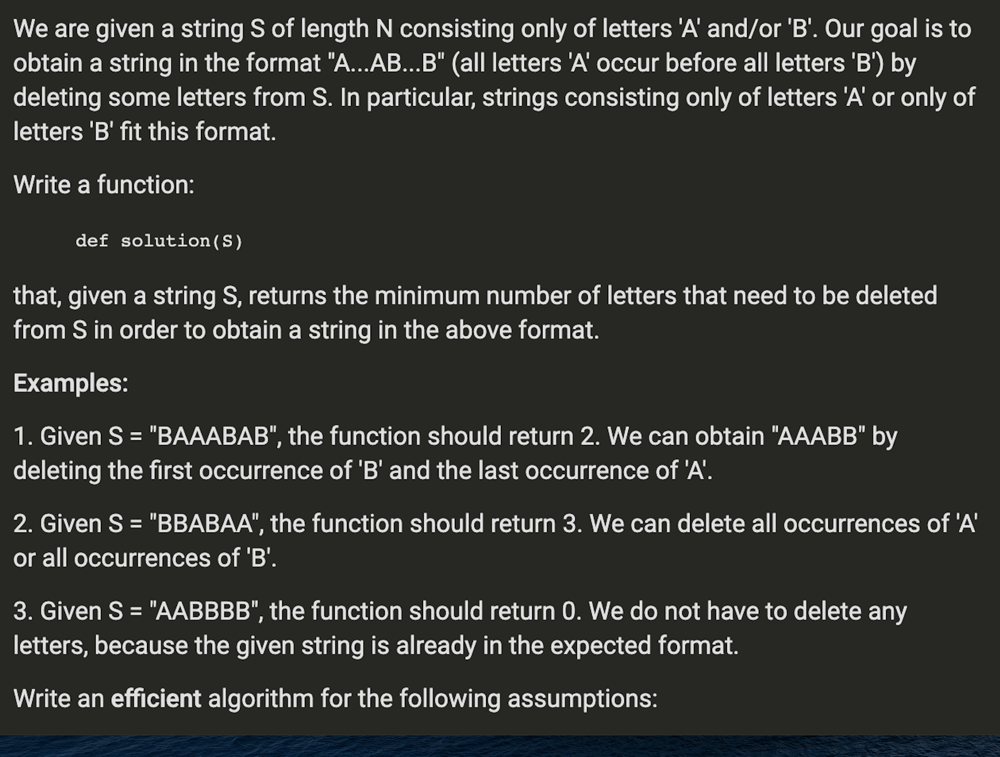 We are given a string S of length N consisting only of letters 'A' and/or 'B'. Our goal is to
obtain a string in the format "A...AB...B" (all letters 'A' occur before all letters 'B') by
deleting some letters from S. In particular, strings consisting only of letters 'A' or only of
letters 'B' fit this format.
Write a function:
def solution(S)
that, given a string S, returns the minimum number of letters that need to be deleted
from S in order to obtain a string in the above format.
Examples:
1. Given S = "BAAABAB", the function should return 2. We can obtain "AAABB" by
deleting the first occurrence of 'B' and the last occurrence of 'A'.
2. Given S = "BBABAA", the function should return 3. We can delete all occurrences of 'A'
or all occurrences of 'B'.
3. Given S = "AABBBB", the function should return 0. We do not have to delete any
letters, because the given string is already in the expected format.
Write an efficient algorithm for the following assumptions: